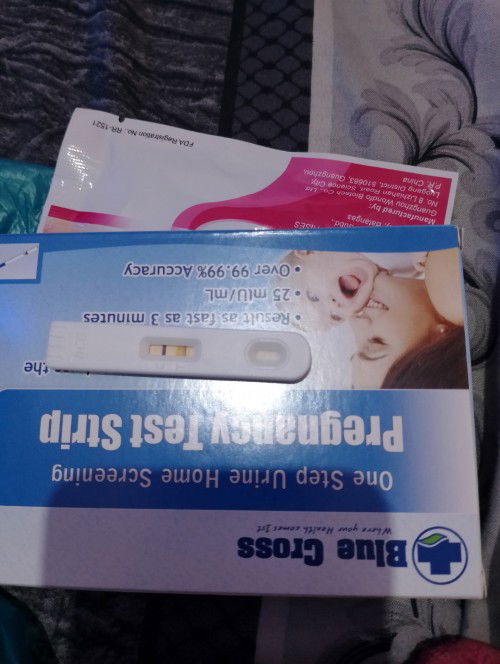 Blue Cross
Where your Health comes 1st
One Step Urine Home Screening
Pregnancy Test Strip
the
• Result as fast as 3 minutes
• 25 mIU/mL
• Over 99.99% Accuracy
FDA Registration No.: RR-1521
Manufactured by:
Guangzhou Wondfo Biotech Co., Ltd
No. 8 Lizhishan Road, Science City,
Luogang District, 510663, Guangzhou,
P.R. China
Batangas